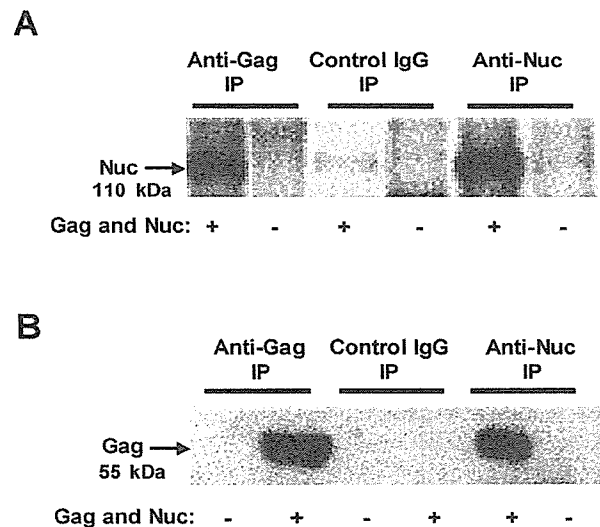 A
Anti-Gag IP
Control IgG IP
Anti-Nuc IP
Nuc
110 kDa
Gag and Nuc: + - + - + -
B
Anti-Gag IP
Control IgG IP
Anti-Nuc IP
Gag
55 kDa
Gag and Nuc: - + - + + -